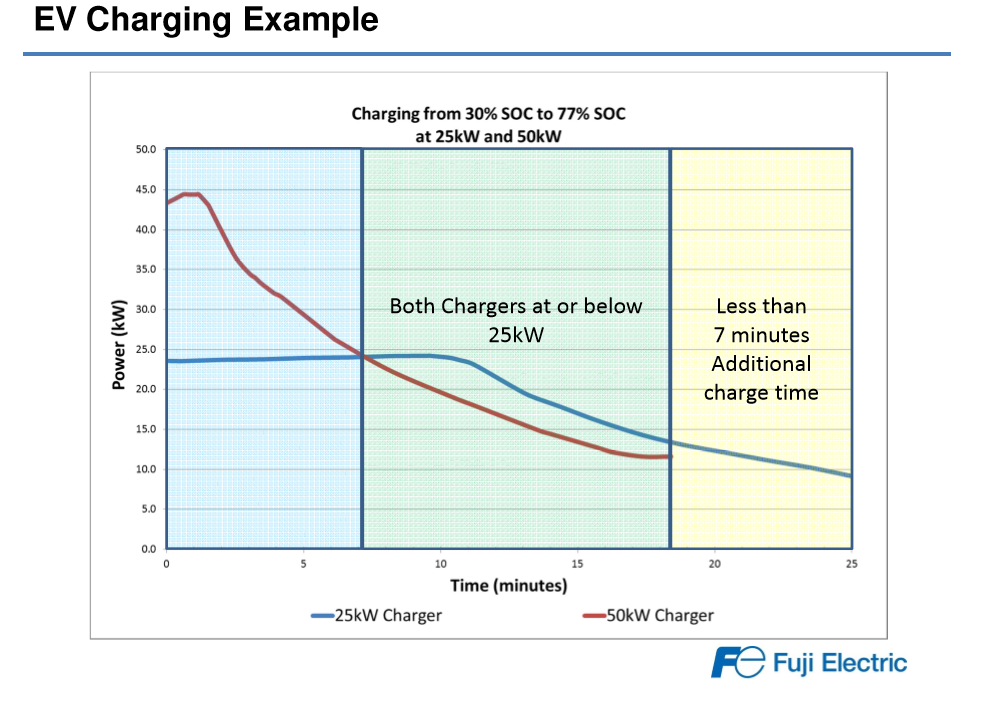 EV Charging Example
Charging from 30% SOC to 77% SOC
at 25kW and 50kW
Power (kW)
50.0
45.0
40.0
35.0
30.0
25.0
20.0
15.0
10.0
5.0
0.0
Both Chargers at or below
25kW
Less than
7 minutes
Additional
charge time
0 5 10 15 20 25
Time (minutes)
25kW Charger 50kW Charger
Fe Fuji Electric